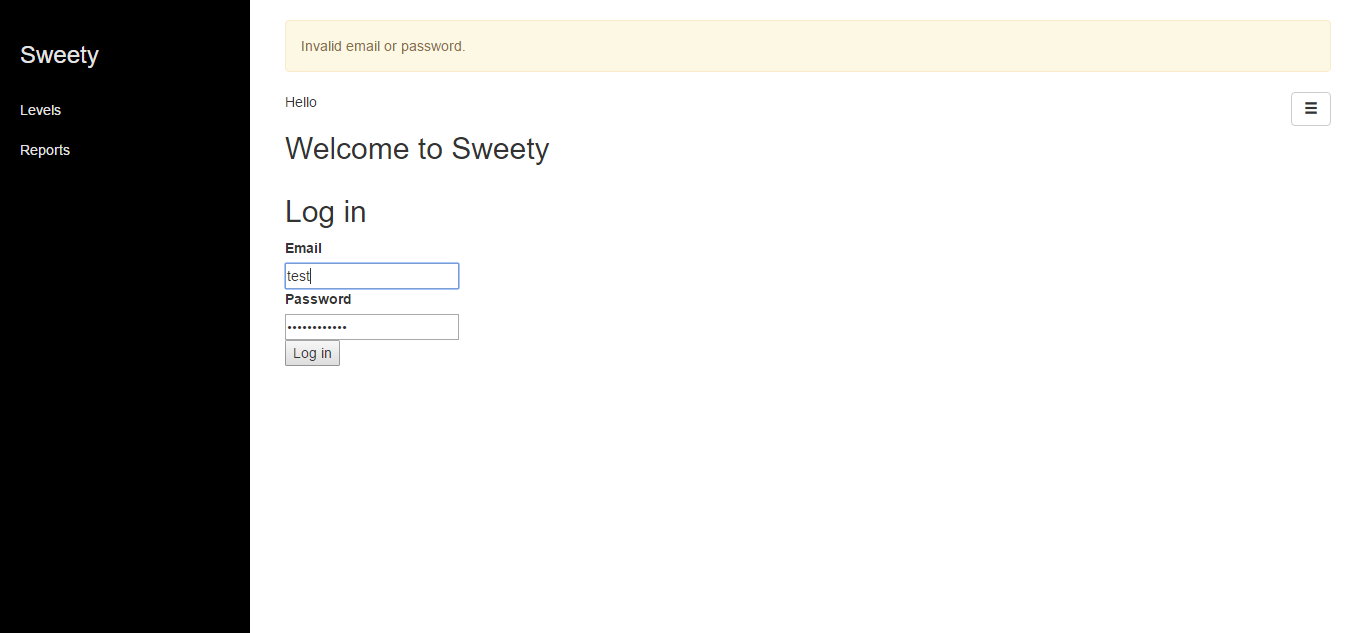 Sweety
Levels
Reports
Invalid email or password.
Hello
Welcome to Sweety
Log in
Email
test
Password
••••••••••••
Log in